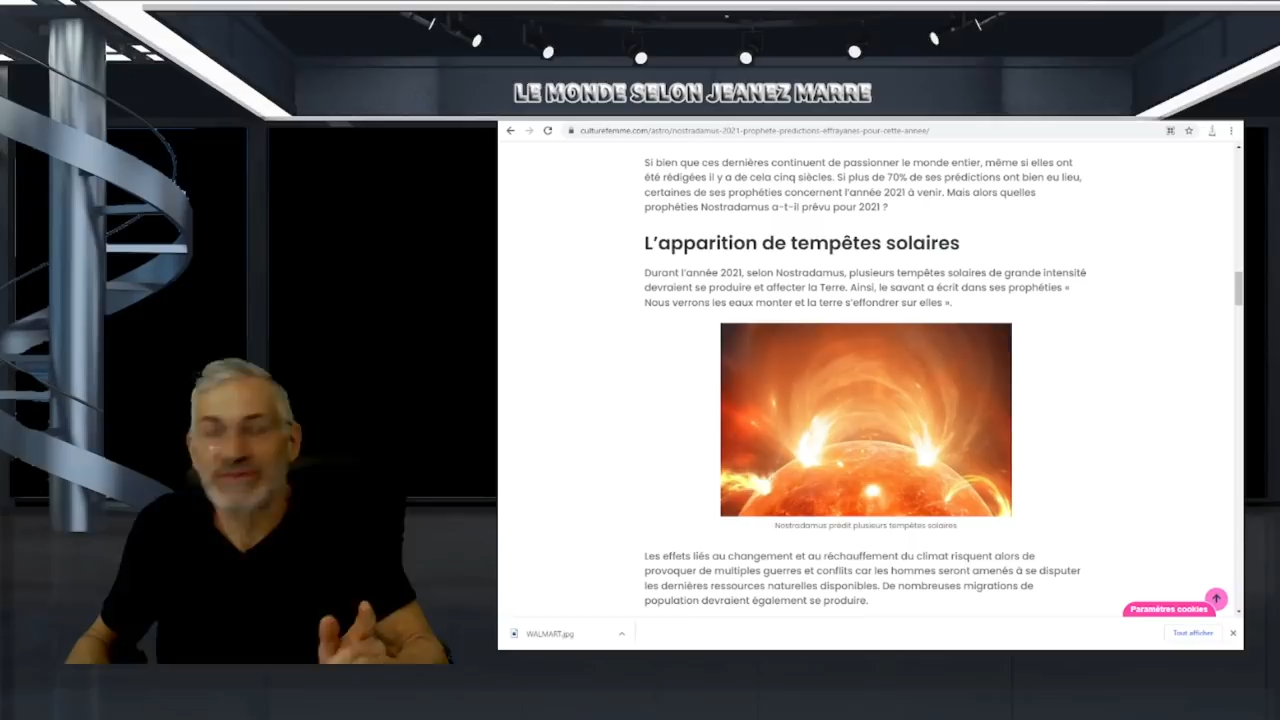 LE MONDE SELON JEANEZ MARRE
culturefemme.com/astro/nostradamus-2021-prophete-predictions-effrayanes-pour-cette-annee/
Si bien que ces dernières continuent de passionner le monde entier, même si elles ont
été rédigées il y a de cela cinq siècles. Si plus de 70% de ses prédictions ont bien eu lieu,
certaines de ses prophéties concernent l'année 2021 à venir. Mais alors quelles
prophéties Nostradamus a-t-il prévu pour 2021 ?
L'apparition de tempêtes solaires
Durant l'année 2021, selon Nostradamus, plusieurs tempêtes solaires de grande intensité
devraient se produire et affecter la Terre. Ainsi, le savant a écrit dans ses prophéties «
Nous verrons les eaux monter et la terre s'effondrer sur elles ».
Nostradamus prédit plusieurs tempêtes solaires
Les effets liés au changement et au réchauffement du climat risquent alors de
provoquer de multiples guerres et conflits car les hommes seront amenés à se disputer
les dernières ressources naturelles disponibles. De nombreuses migrations de
population devraient également se produire.
Paramètres cookies
WALMART.jpg
Tout afficher